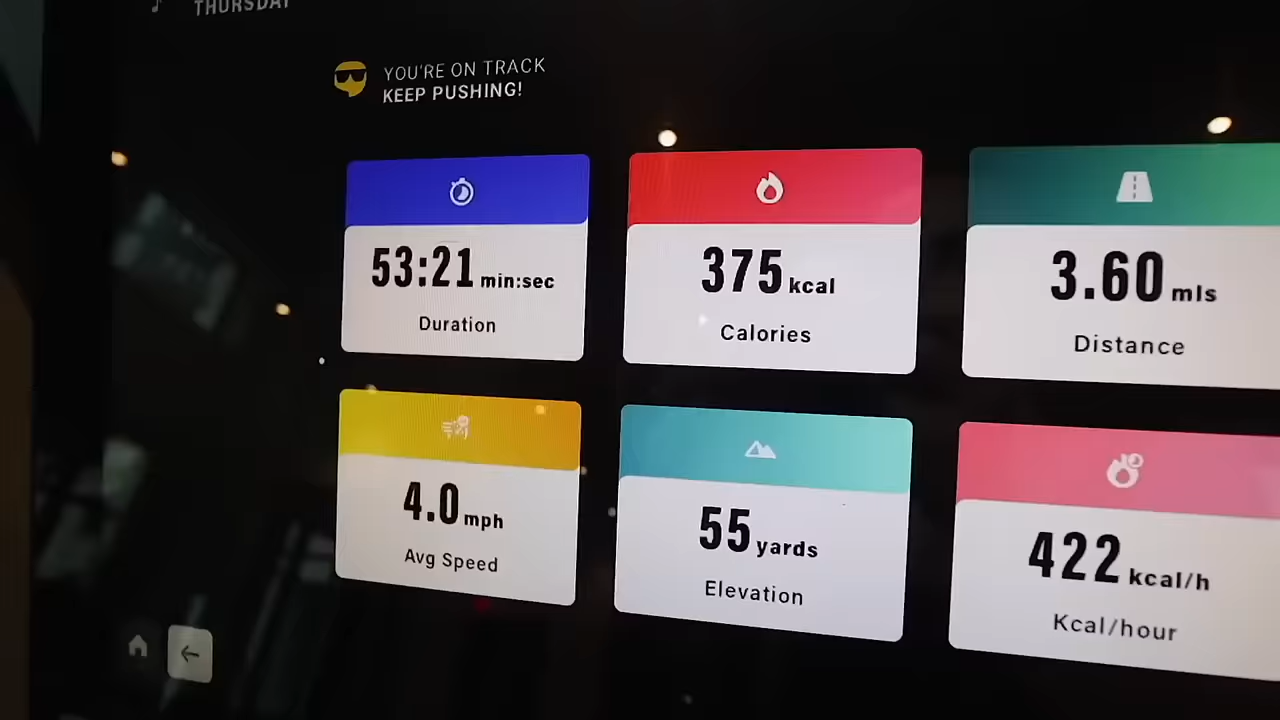 THURSDAY
YOU'RE ON TRACK
KEEP PUSHING!
53:21 min:sec
Duration
375 kcal
Calories
3.60 mls
Distance
4.0 mph
Avg Speed
55 yards
Elevation
422 kcal/h
Kcal/hour